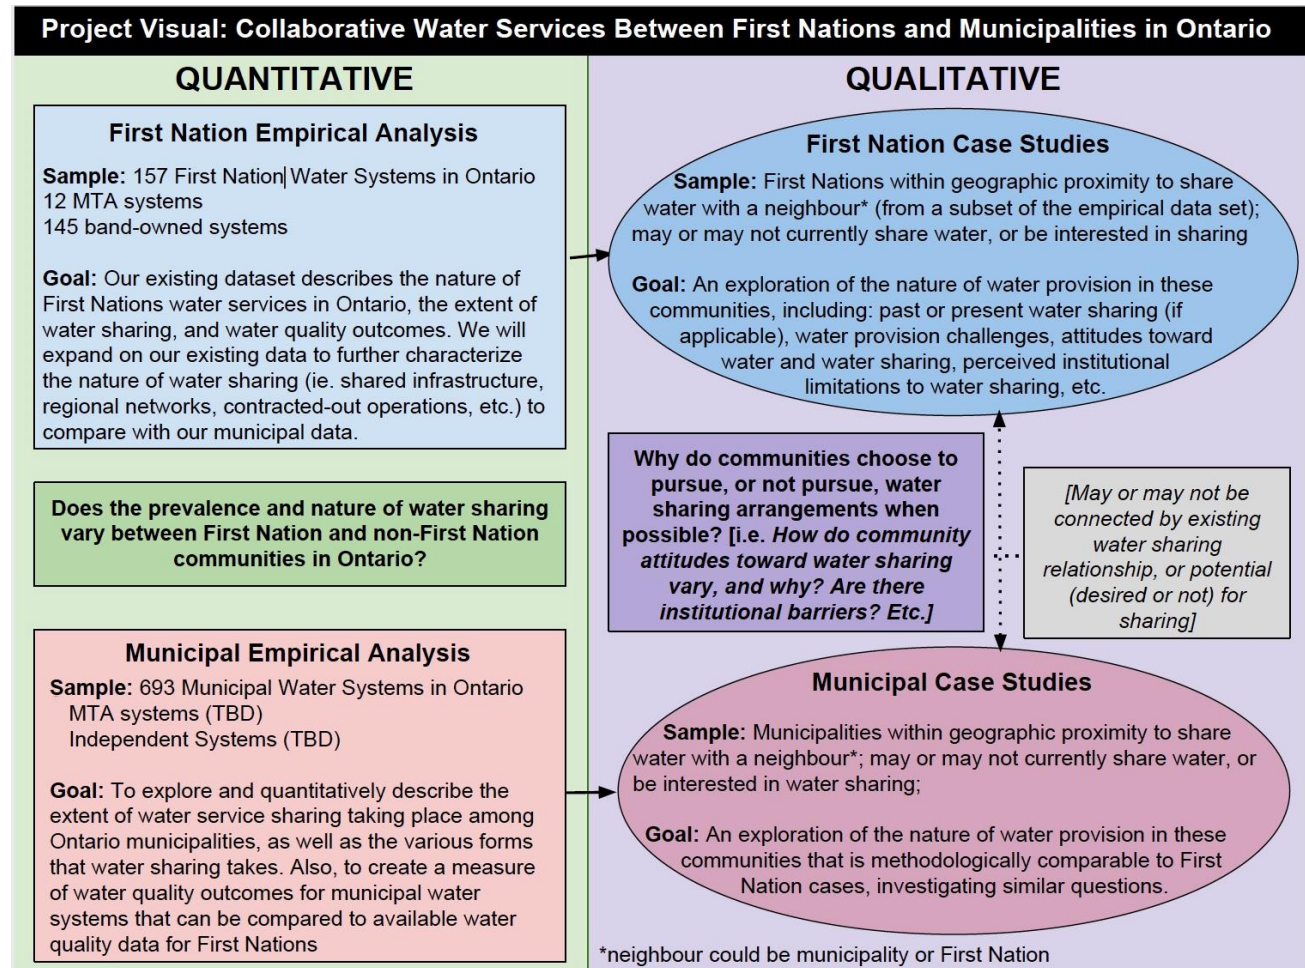 Project Visual: Collaborative Water Services Between First Nations and Municipalities in Ontario
QUANTITATIVE
First Nation Empirical Analysis
Sample: 157 First Nation Water Systems in Ontario
12 MTA systems
145 band-owned systems
Goal: Our existing dataset describes the nature of
First Nations water services in Ontario, the extent of
water sharing, and water quality outcomes. We will
expand on our existing data to further characterize
the nature of water sharing (ie. shared infrastructure,
regional networks, contracted-out operations, etc.) to
compare with our municipal data.
Does the prevalence and nature of water sharing
vary between First Nation and non-First Nation
communities in Ontario?
Municipal Empirical Analysis
Sample: 693 Municipal Water Systems in Ontario
MTA systems (TBD)
Independent Systems (TBD)
Goal: To explore and quantitatively describe the
extent of water service sharing taking place among
Ontario municipalities, as well as the various forms
that water sharing takes. Also, to create a measure
of water quality outcomes for municipal water
systems that can be compared to available water
quality data for First Nations
QUALITATIVE
First Nation Case Studies
Sample: First Nations within geographic proximity to share
water with a neighbour* (from a subset of the empirical data set);
may or may not currently share water, or be interested in sharing
Goal: An exploration of the nature of water provision in these
communities, including: past or present water sharing (if
applicable), water provision challenges, attitudes toward
water and water sharing, perceived institutional
limitations to water sharing, etc.
Why do communities choose to
pursue, or not pursue, water
sharing arrangements when
possible? [i.e. How do community
attitudes toward water sharing
vary, and why? Are there
institutional barriers? Etc.]
[May or may not be
connected by existing
water sharing
relationship, or potential
(desired or not) for
sharing]
Municipal Case Studies
Sample: Municipalities within geographic proximity to share
water with a neighbour*; may or may not currently share water, or
be interested in water sharing;
Goal: An exploration of the nature of water provision in these
communities that is methodologically comparable to First
Nation cases, investigating similar questions.
*neighbour could be municipality or First Nation